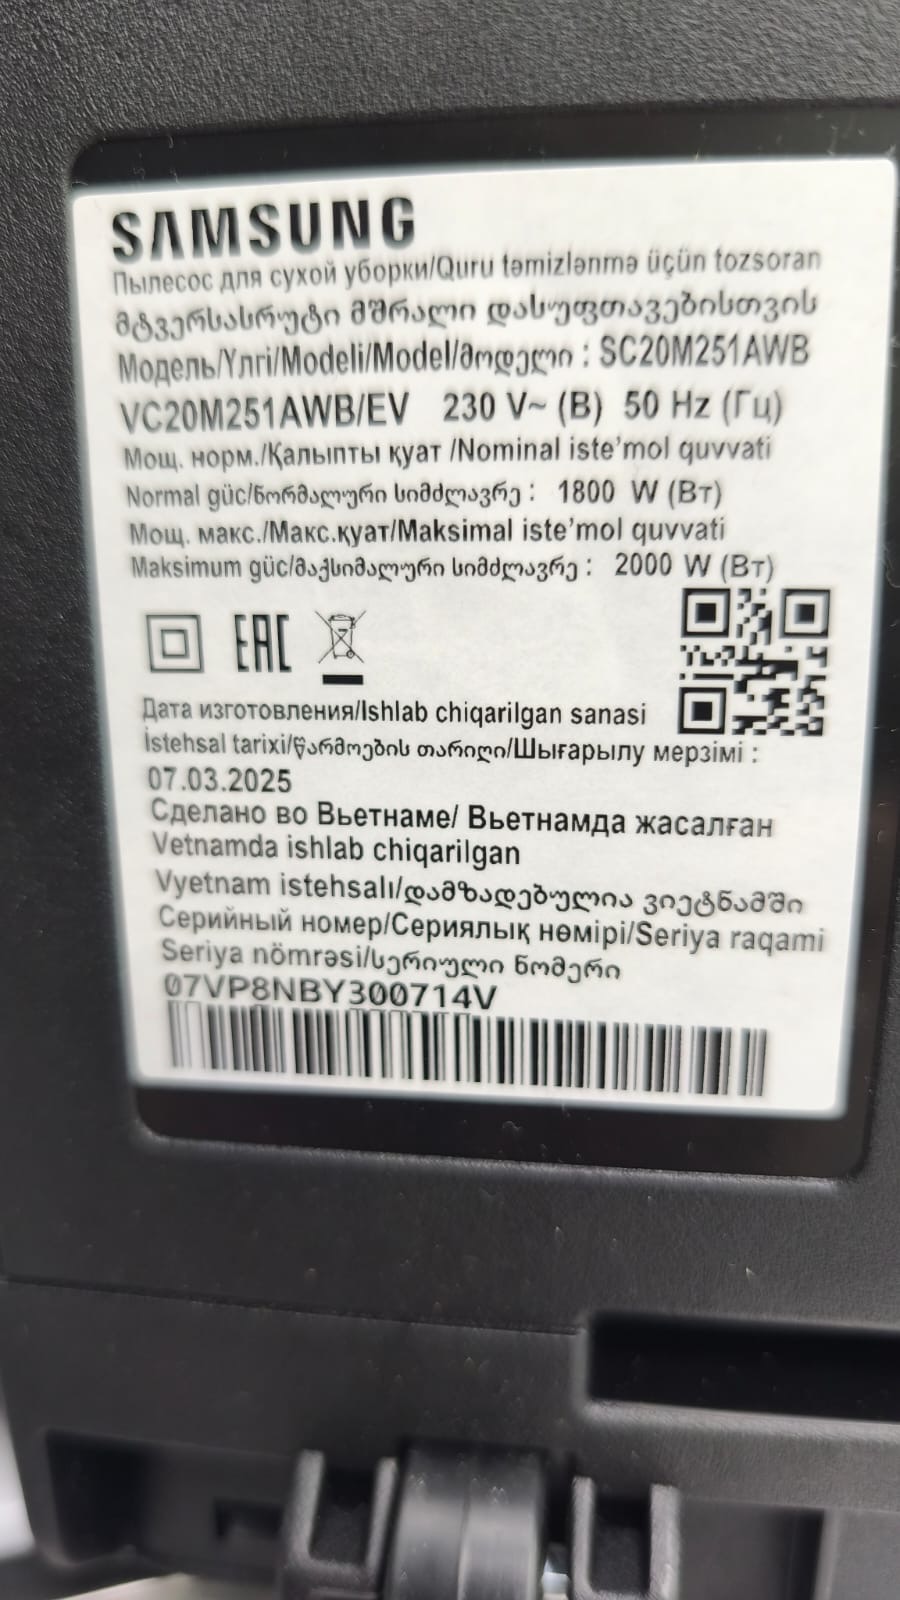 SAMSUNG
Пылесос для сухой уборки/Quru təmizlənmə üçün tozsoran
მტვერსასრუტი მშრალი დასუფთავებისთვის
Модель/Үлгі/Modeli/Model/მოდელი : SC20M251AWB
VC20M251AWB/EV 230 V~ (В) 50 Hz (Гц)
Мощ. норм./Қалыпты қуат /Nominal iste’mol quvvati
Normal güc/ნორმალური სიმძლავრე : 1800 W (Вт)
Мощ. макс./Макс.қуат/Maksimal iste’mol quvvati
Maksimum güc/მაქსიმალური სიმძლავრე : 2000 W (Вт)
EAC
Дата изготовления/Ishlab chiqarilgan sanasi
İstehsal tarixi/წარმოების თარიღი/Шығарылу мерзімі :
07.03.2025
Сделано во Вьетнаме/ Вьетнамда жасалған
Vetnamda ishlab chiqarilgan
Vyetnam istehsalı/დამზადებულია ვიეტნამში
Серийный номер/Сериялық нөмірі/Seriya raqami
Seriya nömrəsi/სერიული ნომერი
07VP8NBY300714V